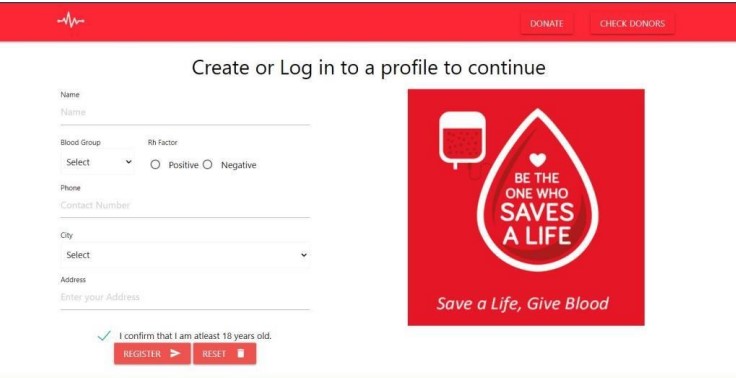 DONATE CHECK DONORS
Create or Log in to a profile to continue
Name
Name
Blood Group Rh Factor
Select Positive Negative
Phone
Contact Number
City
Select
Address
Enter your Address
I confirm that I am atleast 18 years old.
REGISTER RESET
BE THE
ONE WHO
SAVES
A LIFE
Save a Life, Give Blood